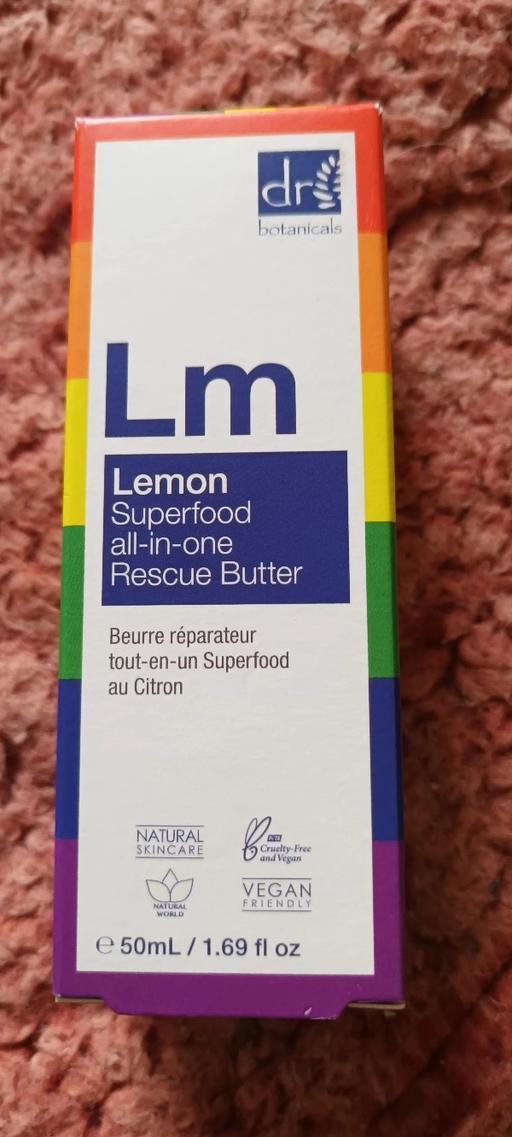 dr
botanicals
Lm
Lemon
Superfood
all-in-one
Rescue Butter
Beurre réparateur
tout-en-un Superfood
au Citron
NATURAL
SKINCARE
PETA
Cruelty-Free
and Vegan
NATURAL
WORLD
VEGAN
FRIENDLY
℮ 50mL / 1.69 fl oz